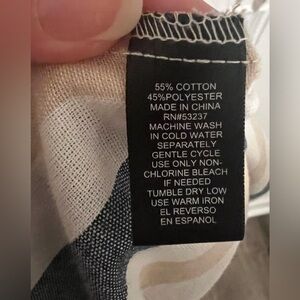 55% COTTON
45%POLYESTER
MADE IN CHINA
RN#53237
MACHINE WASH
IN COLD WATER
SEPARATELY
GENTLE CYCLE
USE ONLY NON-
CHLORINE BLEACH
IF NEEDED
TUMBLE DRY LOW
USE WARM IRON
EL REVERSO
EN ESPANOL